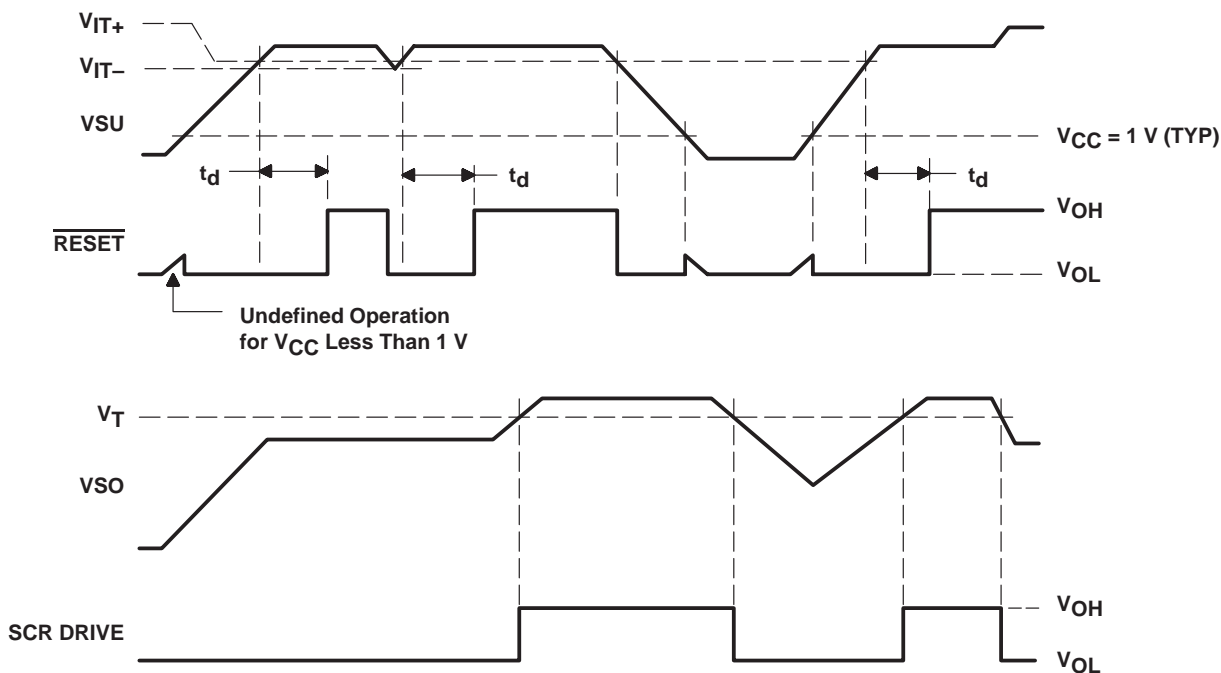 VIT+
VIT–
VSU
VCC = 1 V (TYP)
td
td
td
RESET
VOH
VOL
Undefined Operation
for VCC Less Than 1 V
VT
VSO
SCR DRIVE
VOH
VOL